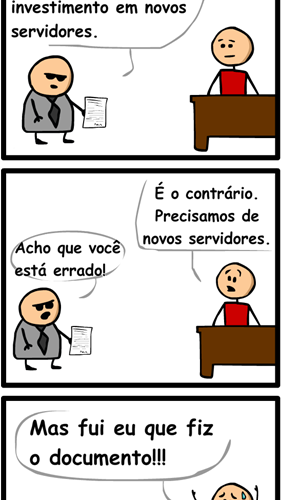 investimento em novos
servidores.
É o contrário.
Precisamos de
novos servidores.
Acho que você
está errado!
Mas fui eu que fiz
o documento!!!